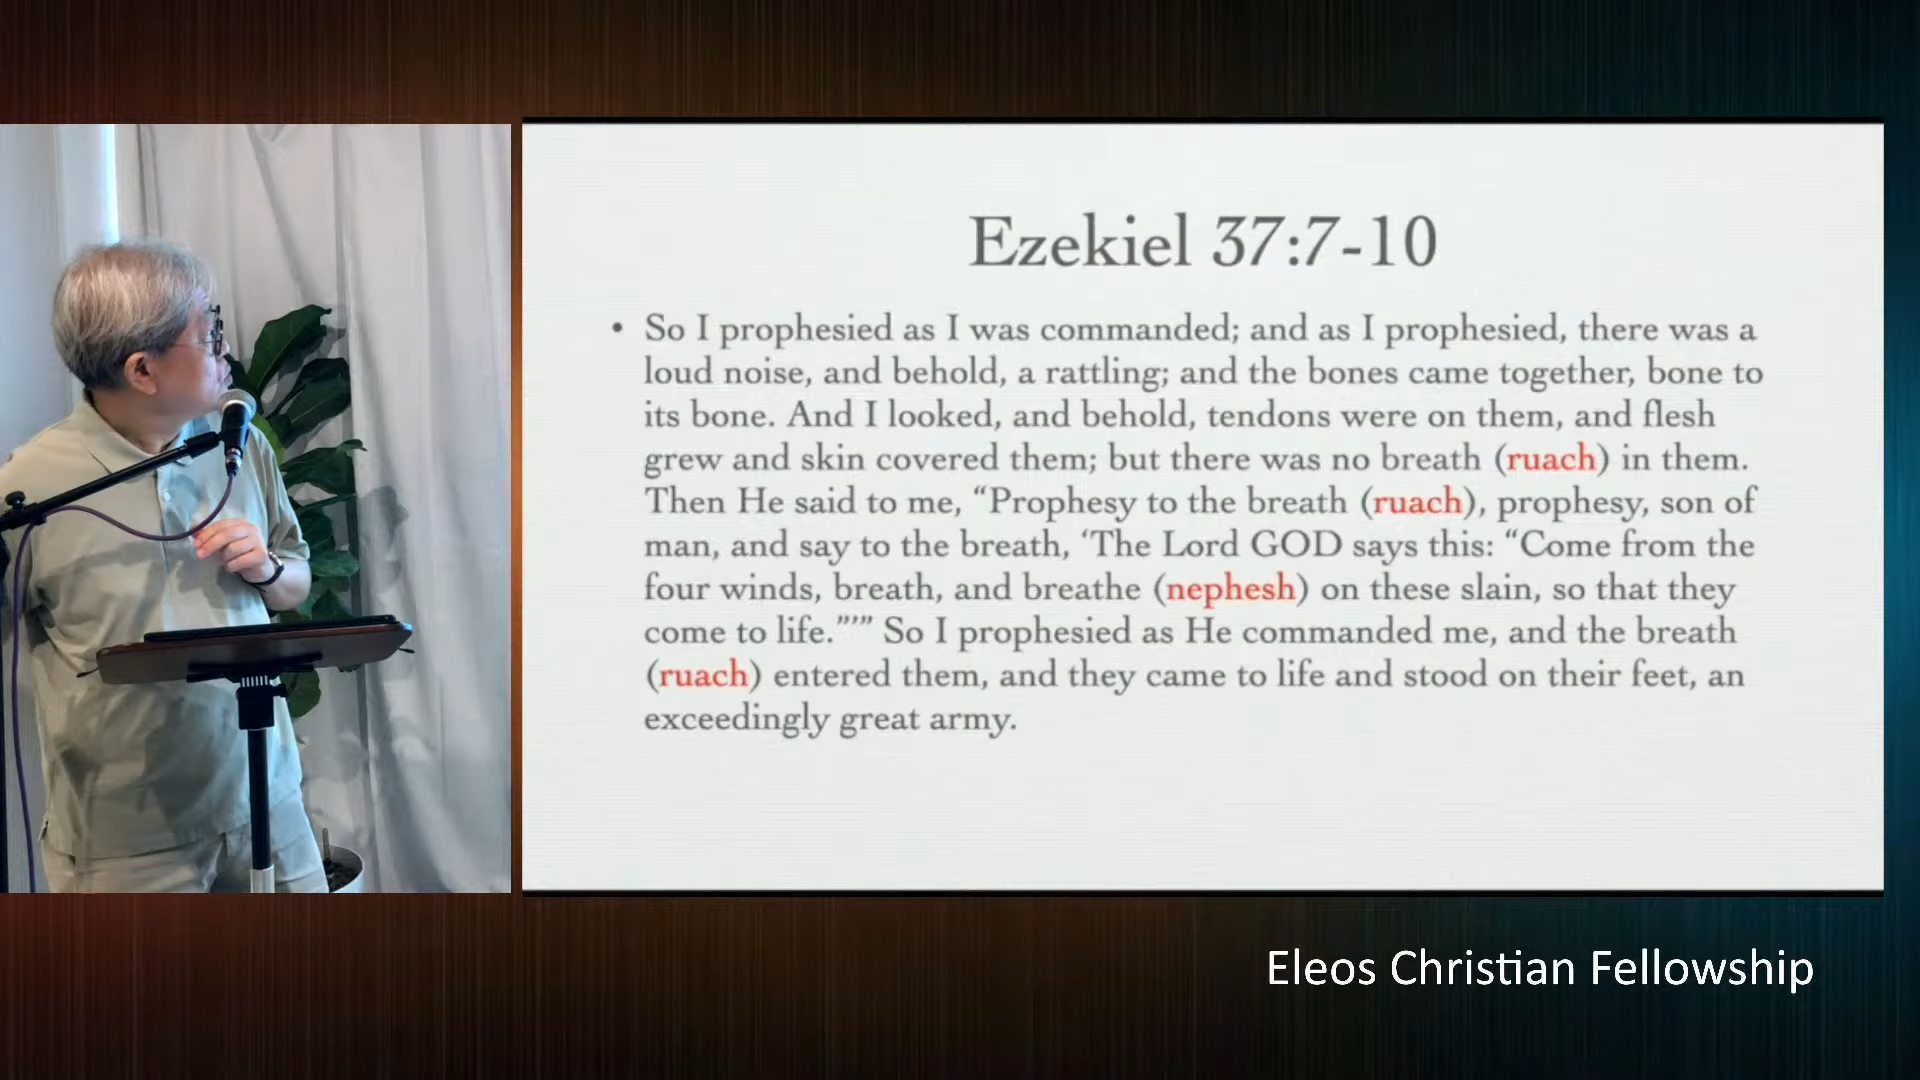 Ezekiel 37:7-10
• So I prophesied as I was commanded; and as I prophesied, there was a
loud noise, and behold, a rattling; and the bones came together, bone to
its bone. And I looked, and behold, tendons were on them, and flesh
grew and skin covered them; but there was no breath (ruach) in them.
Then He said to me, “Prophesy to the breath (ruach), prophesy, son of
man, and say to the breath, ‘The Lord GOD says this: “Come from the
four winds, breath, and breathe (nephesh) on these slain, so that they
come to life.”’” So I prophesied as He commanded me, and the breath
(ruach) entered them, and they came to life and stood on their feet, an
exceedingly great army.
Eleos Christian Fellowship